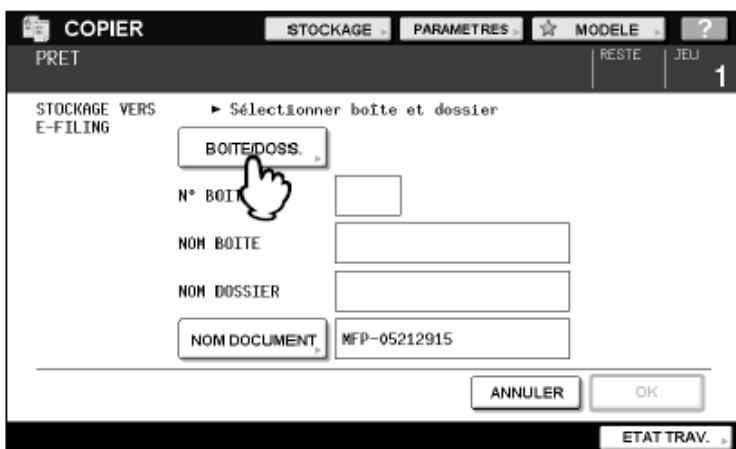 COPIER STOCKAGE PARAMETRES MODELE ?
PRET RESTE JEU
1
STOCKAGE VERS ► Sélectionner boîte et dossier
E-FILING
BOITE/DOSS.
N° BOIT
NOM BOITE
NOM DOSSIER
NOM DOCUMENT MFP-05212915
ANNULER OK
ETAT TRAV.